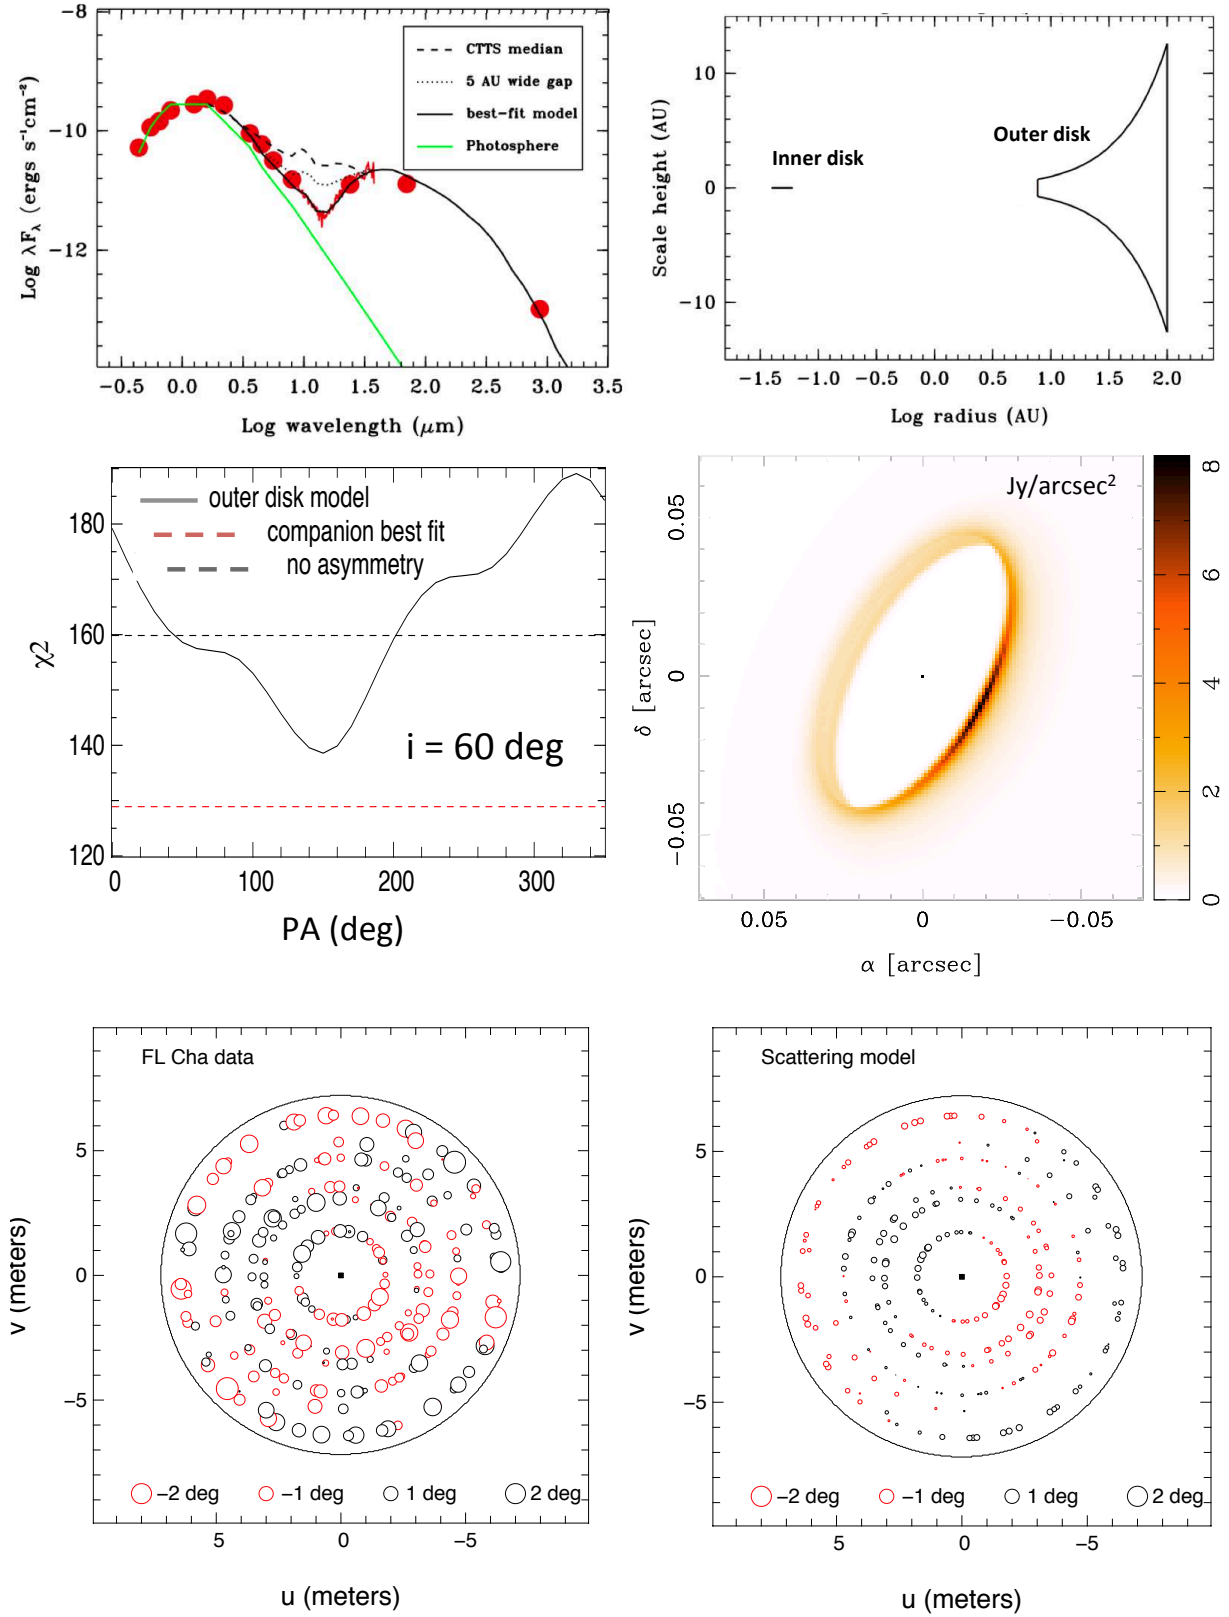 −8
−10
−12
Log λFλ (ergs s⁻¹cm⁻²)
CTTS median
5 AU wide gap
best-fit model
Photosphere
−0.5 0.0 0.5 1.0 1.5 2.0 2.5 3.0 3.5
Log wavelength (μm)
10
0
−10
Scale height (AU)
Inner disk
Outer disk
−1.5 −1.0 −0.5 0.0 0.5 1.0 1.5 2.0
Log radius (AU)
180
160
140
120
χ2
outer disk model
companion best fit
no asymmetry
i = 60 deg
0 100 200 300
PA (deg)
Jy/arcsec²
0.05
0
−0.05
δ [arcsec]
0.05 0 −0.05
α [arcsec]
8
6
4
2
0
FL Cha data
5
0
−5
v (meters)
−2 deg −1 deg 1 deg 2 deg
5 0 −5
u (meters)
Scattering model
5
0
−5
v (meters)
−2 deg −1 deg 1 deg 2 deg
5 0 −5
u (meters)